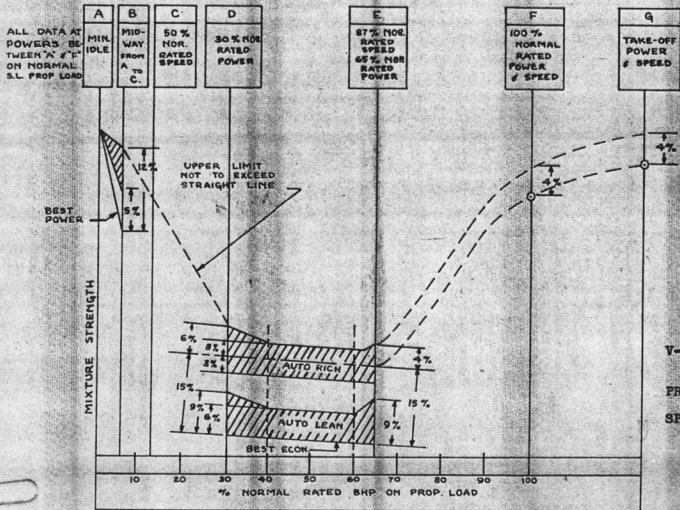 ALL DATA AT
POWERS BE-
TWEEN "A" & "F"
ON NORMAL
S.L. PROP LOAD
A
MIN.
IDLE
B
MID-
WAY
FROM
A TO
C.
C
50 %
NOR.
RATED
SPEED
D
30 % NOR
RATED
POWER
E
87% NOR.
RATED
SPEED
65% NOR
RATED
POWER
F
100 %
NORMAL
RATED
POWER
& SPEED
G
TAKE-OFF
POWER
& SPEED
12%
5%
BEST
POWER
UPPER LIMIT
NOT TO EXCEED
STRAIGHT LINE
4%
4%
MIXTURE STRENGTH
6%
3%
3%
AUTO RICH
4%
15%
9%
6%
AUTO LEAN
9%
15%
BEST ECON.
V-
PR
SP
10 20 30 40 50 60 70 80 90 100
% NORMAL RATED BHP ON PROP. LOAD